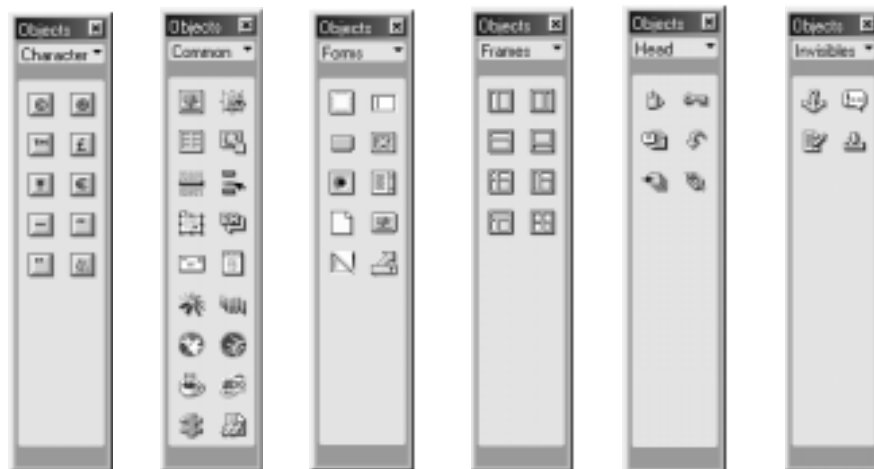 Objects
Character
Objects
Common
Objects
Forms
Objects
Frames
Objects
Head
Objects
Invisibles